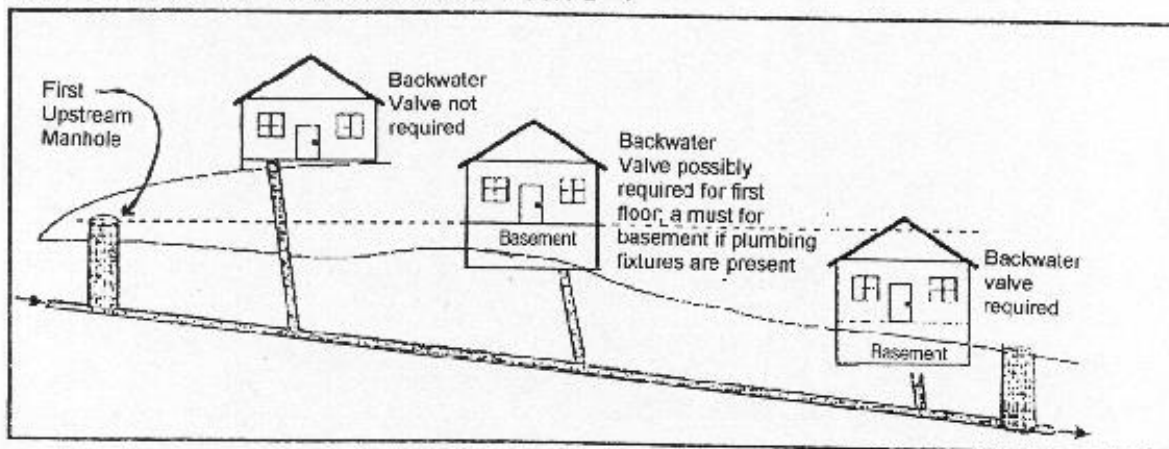 First
Upstream
Manhole
Backwater
Valve not
required
Backwater
Valve possibly
required for first
floor; a must for
basement if plumbing
fixtures are present
Basement
Backwater
valve
required
Basement